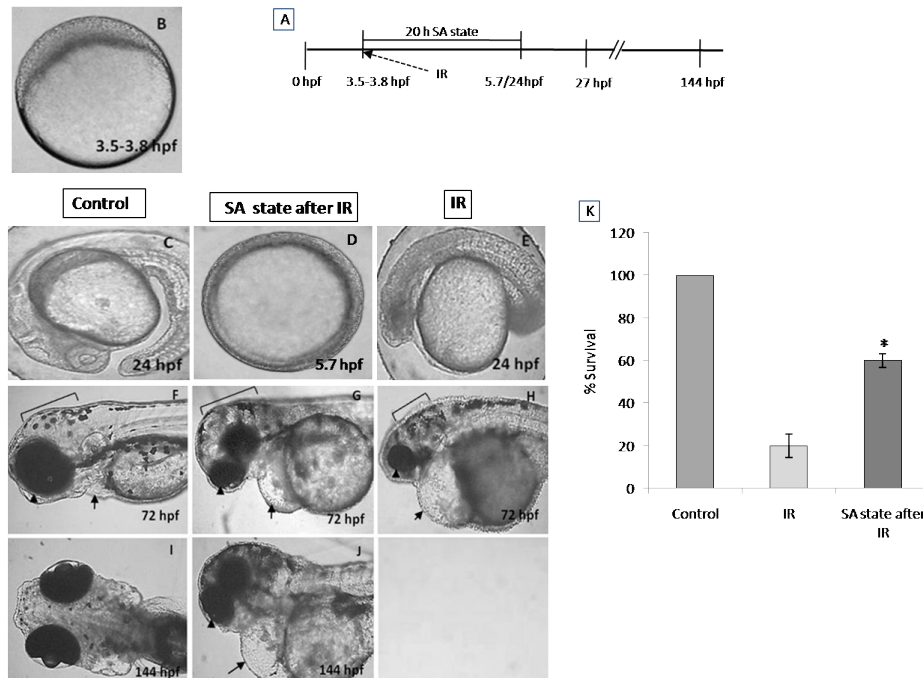 B
3.5-3.8 hpf
A
20 h SA state
IR
0 hpf
3.5-3.8 hpf
5.7/24hpf
27 hpf
144 hpf
Control
SA state after IR
IR
C
24 hpf
D
5.7 hpf
E
24 hpf
F
72 hpf
G
72 hpf
H
72 hpf
I
144 hpf
J
144 hpf
K
% Survival
120
100
80
60
40
20
0
*
Control
IR
SA state after
IR